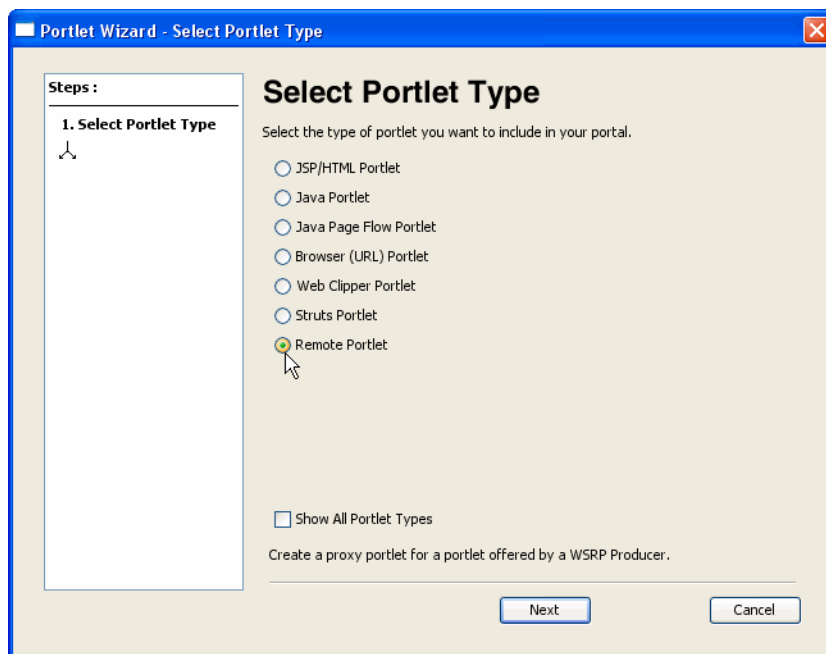 Portlet Wizard - Select Portlet Type
Steps :
1. Select Portlet Type
Select Portlet Type
Select the type of portlet you want to include in your portal.
JSP/HTML Portlet
Java Portlet
Java Page Flow Portlet
Browser (URL) Portlet
Web Clipper Portlet
Struts Portlet
Remote Portlet
Show All Portlet Types
Create a proxy portlet for a portlet offered by a WSRP Producer.
Next
Cancel